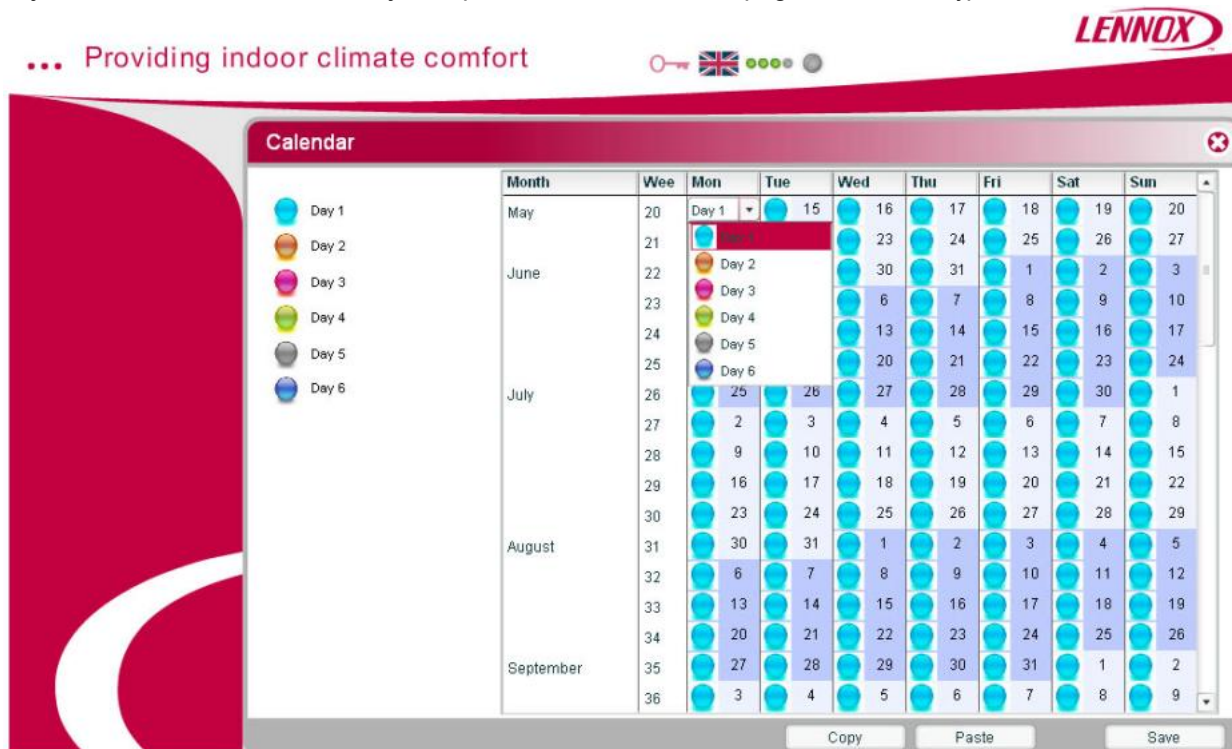 LENNOX
... Providing indoor climate comfort
Calendar
Month Wee Mon Tue Wed Thu Fri Sat Sun
Day 1
Day 2
Day 3
Day 4
Day 5
Day 6
May 20 Day 1 15 16 17 18 19 20
21 23 24 25 26 27
Day 2
June 22 30 31 1 2 3
Day 3
23 6 7 8 9 10
Day 4
24 13 14 15 16 17
Day 5
25 20 21 22 23 24
Day 6
July 26 25 26 27 28 29 30 1
27 2 3 4 5 6 7 8
28 9 10 11 12 13 14 15
29 16 17 18 19 20 21 22
30 23 24 25 26 27 28 29
August 31 30 31 1 2 3 4 5
32 6 7 8 9 10 11 12
33 13 14 15 16 17 18 19
34 20 21 22 23 24 25 26
September 35 27 28 29 30 31 1 2
36 3 4 5 6 7 8 9
Copy Paste Save